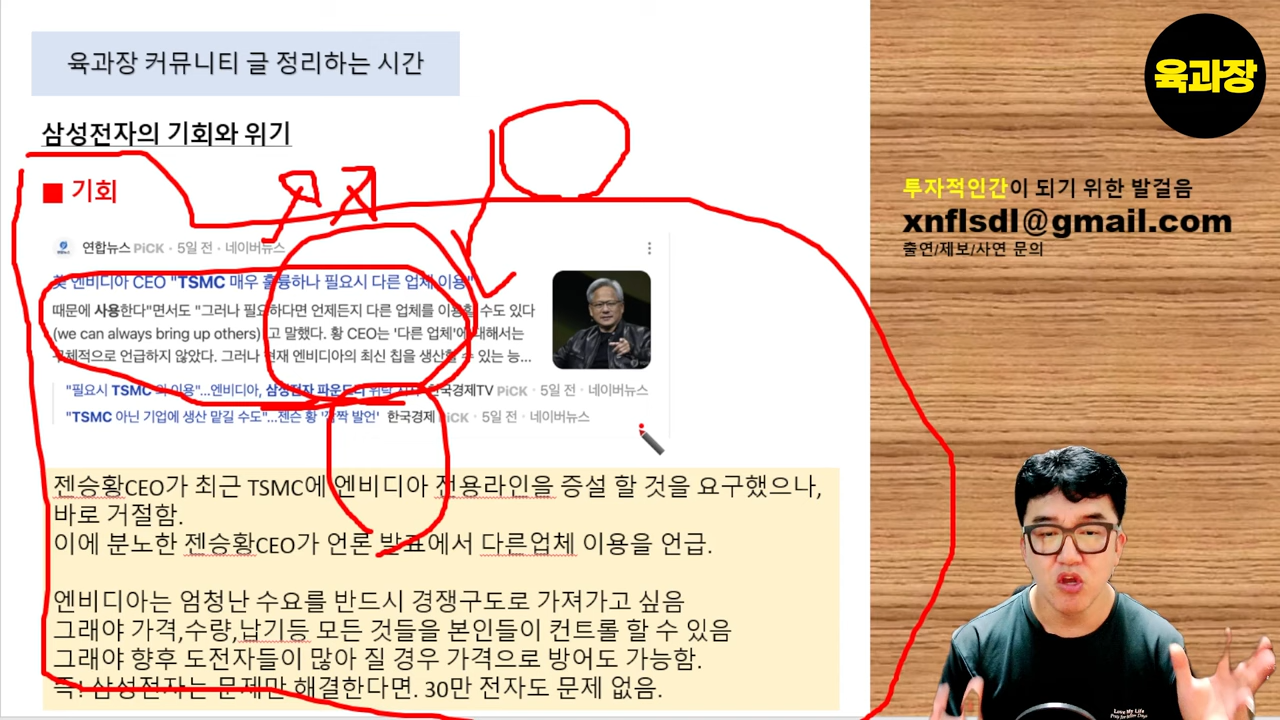 육과장 커뮤니티 글 정리하는 시간
육과장
삼성전자의 기회와 위기
■ 기회
투자적인간이 되기 위한 발걸음
xnflsdl@gmail.com
출연/제보/사연 문의
연합뉴스 PiCK · 5일 전 · 네이버뉴스
엔비디아 CEO "TSMC 매우 훌륭하나 필요시 다른 업체 이용"
때문에 사용한다"면서도 "그러나 필요하다면 언제든지 다른 업체를 이용할 수도 있다
(we can always bring up others)"고 말했다. 황 CEO는 '다른 업체'에 대해서는
구체적으로 언급하지 않았다. 그러나 현재 엔비디아의 최신 칩을 생산할 수 있는 능...
"필요시 TSMC 외 이용"...엔비디아, 삼성전자 파운드리 위탁 한국경제TV PiCK · 5일 전 · 네이버뉴스
"TSMC 아닌 기업에 생산 맡길 수도"...젠슨 황 '깜짝 발언' 한국경제 PiCK · 5일 전 · 네이버뉴스
젠승황CEO가 최근 TSMC에 엔비디아 전용라인을 증설 할 것을 요구했으나,
바로 거절함.
이에 분노한 젠승황CEO가 언론 발표에서 다른업체 이용을 언급.
엔비디아는 엄청난 수요를 반드시 경쟁구도로 가져가고 싶음
그래야 가격,수량,납기등 모든 것들을 본인들이 컨트롤 할 수 있음
그래야 향후 도전자들이 많아 질 경우 가격으로 방어도 가능함.
즉! 삼성전자는 문제만 해결한다면. 30만 전자도 문제 없음.
Love My Life